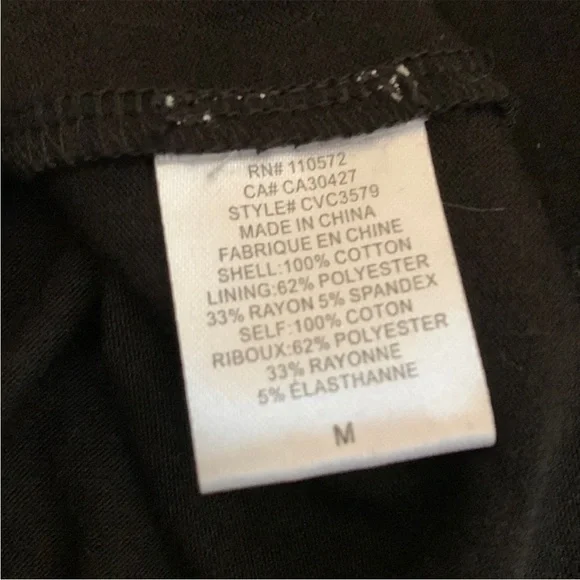 RN# 110572
CA# CA30427
STYLE# CVC3579
MADE IN CHINA
FABRIQUE EN CHINE
SHELL:100% COTTON
LINING:62% POLYESTER
33% RAYON 5% SPANDEX
SELF:100% COTON
RIBOUX:62% POLYESTER
33% RAYONNE
5% ÉLASTHANNE
M